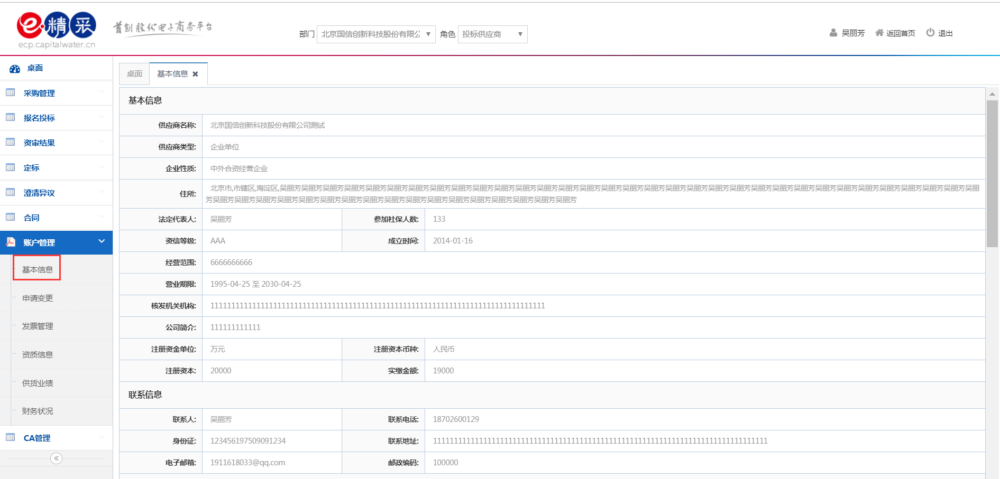 e·精采
首创股份电子商务平台
ecp.capitalwater.cn
部门 北京国信创新科技股份有限公 ▼ 角色 投标供应商 ▼
吴丽芳 返回首页 退出
桌面
采购管理
报名投标
资审结果
定标
澄清异议
合同
账户管理
基本信息
申请变更
发票管理
资质信息
供货业绩
财务状况
CA管理
桌面 基本信息 ✖
基本信息
供应商名称: 北京国信创新科技股份有限公司测试
供应商类型: 企业单位
企业性质: 中外合资经营企业
住所: 北京市,市辖区,海淀区,吴丽芳吴丽芳吴丽芳吴丽芳吴丽芳吴丽芳吴丽芳吴丽芳吴丽芳吴丽芳吴丽芳吴丽芳吴丽芳吴丽芳吴丽芳吴丽芳吴丽芳吴丽芳吴丽芳吴丽芳吴丽芳吴丽芳吴丽芳吴丽芳吴丽芳吴丽芳吴丽芳吴丽芳吴丽芳吴丽芳吴丽芳吴丽芳吴丽
芳吴丽芳吴丽芳吴丽芳吴丽芳吴丽芳吴丽芳吴丽芳吴丽芳吴丽芳吴丽芳吴丽芳吴丽芳吴丽芳吴丽芳吴丽芳吴丽芳吴丽芳
法定代表人: 吴丽芳 参加社保人数: 133
资信等级: AAA 成立时间: 2014-01-16
经营范围: 6666666666
营业期限: 1995-04-25 至 2030-04-25
核发机关机构: 11111111111111111111111111111111111111111111111111111111111111111111111111111111
公司简介: 111111111111
注册资金单位: 万元 注册资本币种: 人民币
注册资本: 20000 实缴金额: 19000
联系信息
联系人: 吴丽芳 联系电话: 18702600129
身份证: 123456197509091234 联系地址: 11111111111111111111111111111111111111111111111111111111111111111111111111111111
电子邮箱: 1911618033@qq.com 邮政编码: 100000